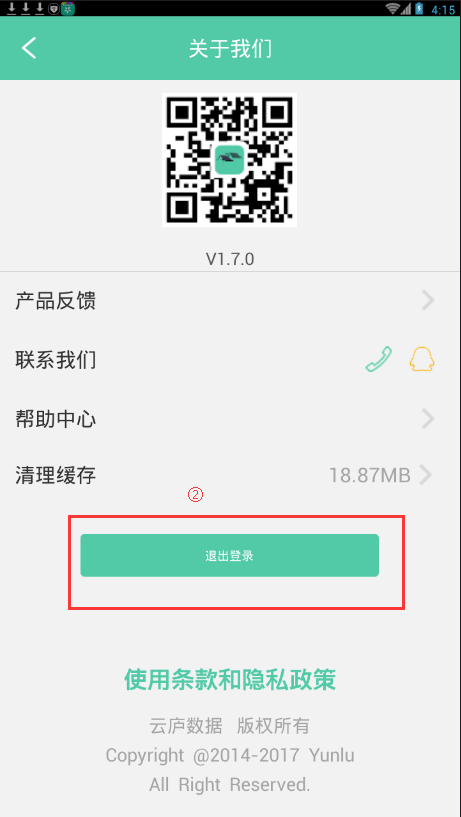 4:15
关于我们
V1.7.0
产品反馈
联系我们
帮助中心
清理缓存 18.87MB
②
退出登录
使用条款和隐私政策
云庐数据 版权所有
Copyright @2014-2017 Yunlu
All Right Reserved.